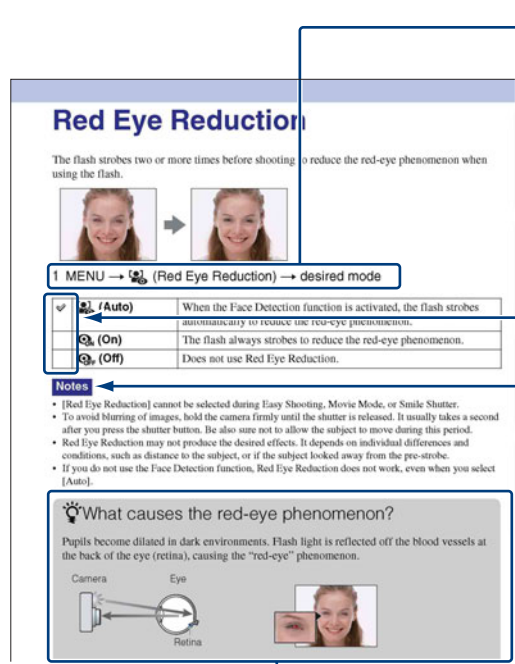 Red Eye Reduction
The flash strobes two or more times before shooting to reduce the red-eye phenomenon when
using the flash.
1 MENU → (Red Eye Reduction) → desired mode
(Auto) When the Face Detection function is activated, the flash strobes
automatically to reduce the red-eye phenomenon.
(On) The flash always strobes to reduce the red-eye phenomenon.
(Off) Does not use Red Eye Reduction.
Notes
• [Red Eye Reduction] cannot be selected during Easy Shooting, Movie Mode, or Smile Shutter.
• To avoid blurring of images, hold the camera firmly until the shutter is released. It usually takes a second
after you press the shutter button. Be also sure not to allow the subject to move during this period.
• Red Eye Reduction may not produce the desired effects. It depends on individual differences and
conditions, such as distance to the subject, or if the subject looked away from the pre-strobe.
• If you do not use the Face Detection function, Red Eye Reduction does not work, even when you select
[Auto].
What causes the red-eye phenomenon?
Pupils become dilated in dark environments. Flash light is reflected off the blood vessels at
the back of the eye (retina), causing the “red-eye” phenomenon.
Camera Eye
Retina